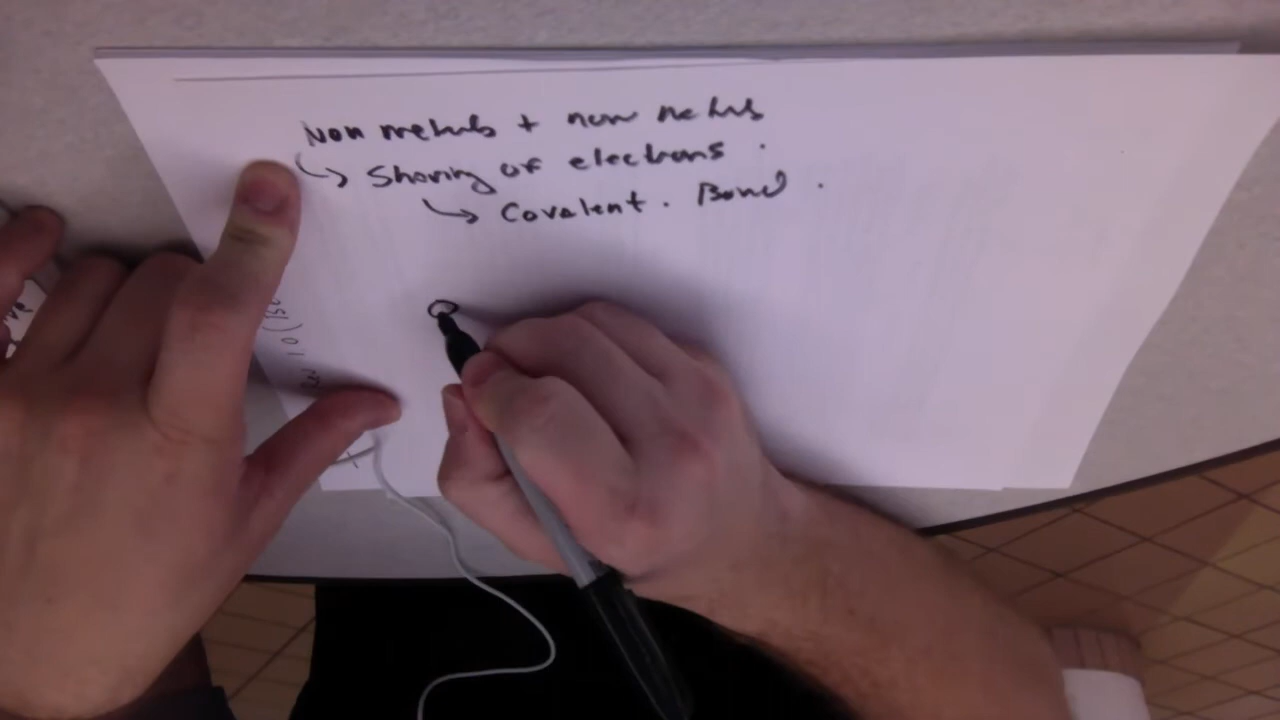 Non metals + non metals
↳ Sharing of electrons.
↳ Covalent. Bond.